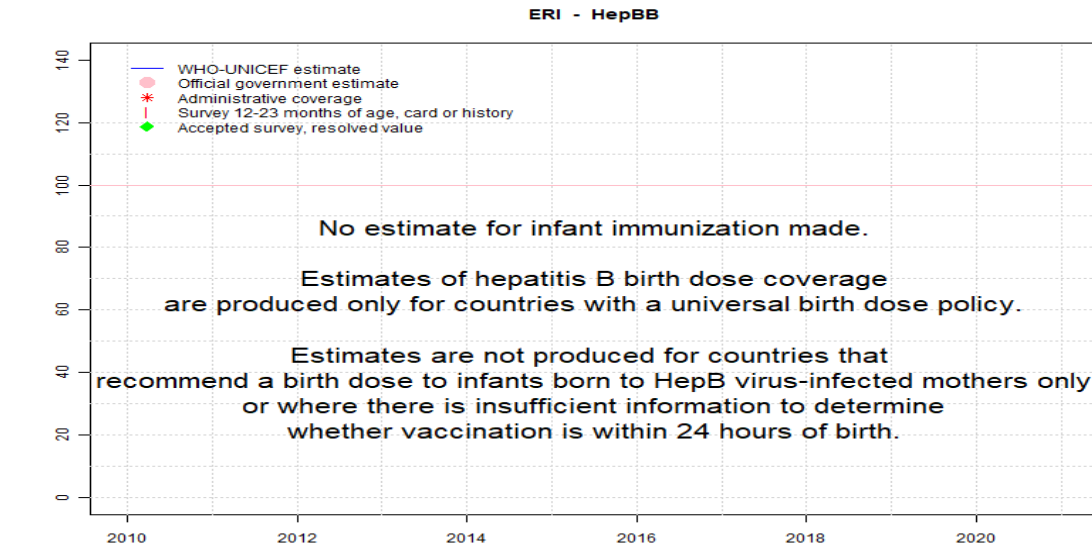 ERI - HepBB
140
120
100
80
60
40
20
0
WHO-UNICEF estimate
Official government estimate
Administrative coverage
Survey 12-23 months of age, card or history
Accepted survey, resolved value
No estimate for infant immunization made.
Estimates of hepatitis B birth dose coverage
are produced only for countries with a universal birth dose policy.
Estimates are not produced for countries that
recommend a birth dose to infants born to HepB virus-infected mothers only
or where there is insufficient information to determine
whether vaccination is within 24 hours of birth.
2010 2012 2014 2016 2018 2020